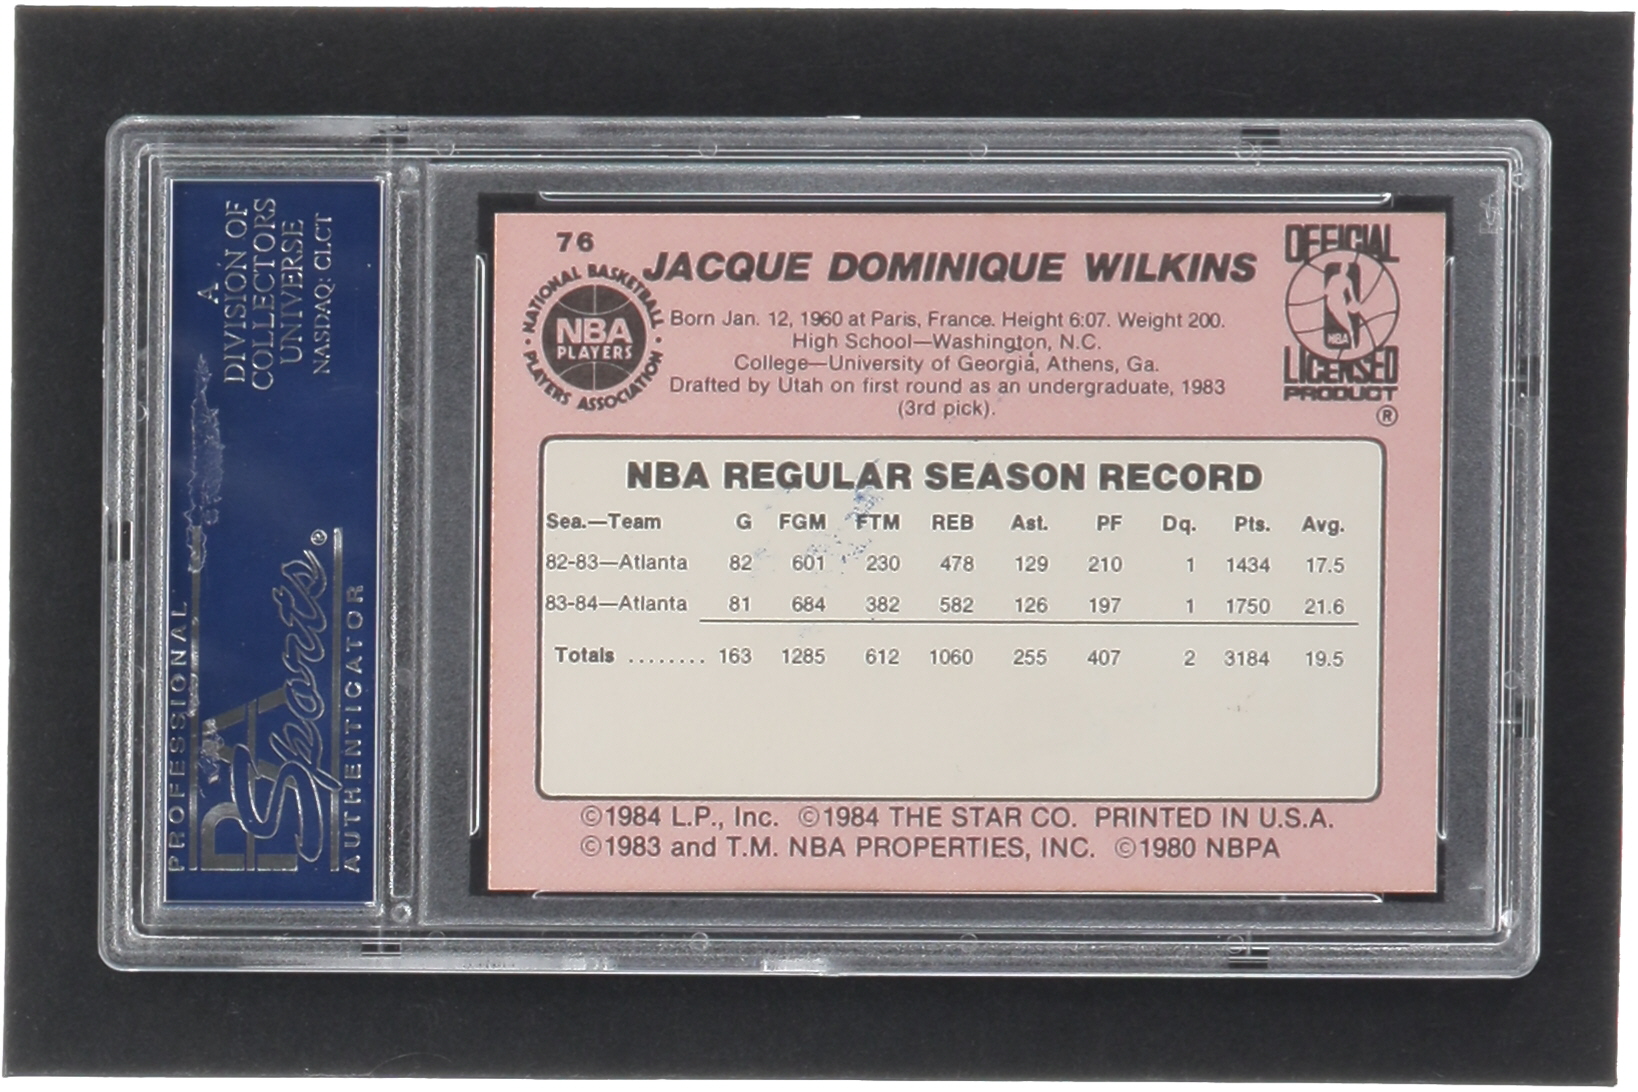 A
DIVISION OF
COLLECTORS
UNIVERSE
NASDAQ: CLCT
PROFESSIONAL
PSA
Sports®
AUTHENTICATOR
76
JACQUE DOMINIQUE WILKINS
NATIONAL BASKETBALL
NBA
PLAYERS
PLAYERS ASSOCIATION
Born Jan. 12, 1960 at Paris, France. Height 6:07. Weight 200.
High School—Washington, N.C.
College—University of Georgia, Athens, Ga.
Drafted by Utah on first round as an undergraduate, 1983
(3rd pick).
OFFICIAL
NBA
LICENSED
PRODUCT
®
NBA REGULAR SEASON RECORD
Sea.—Team G FGM FTM REB Ast. PF Dq. Pts. Avg.
82-83—Atlanta 82 601 230 478 129 210 1 1434 17.5
83-84—Atlanta 81 684 382 582 126 197 1 1750 21.6
Totals ........ 163 1285 612 1060 255 407 2 3184 19.5
©1984 L.P., Inc. ©1984 THE STAR CO. PRINTED IN U.S.A.
©1983 and T.M. NBA PROPERTIES, INC. ©1980 NBPA